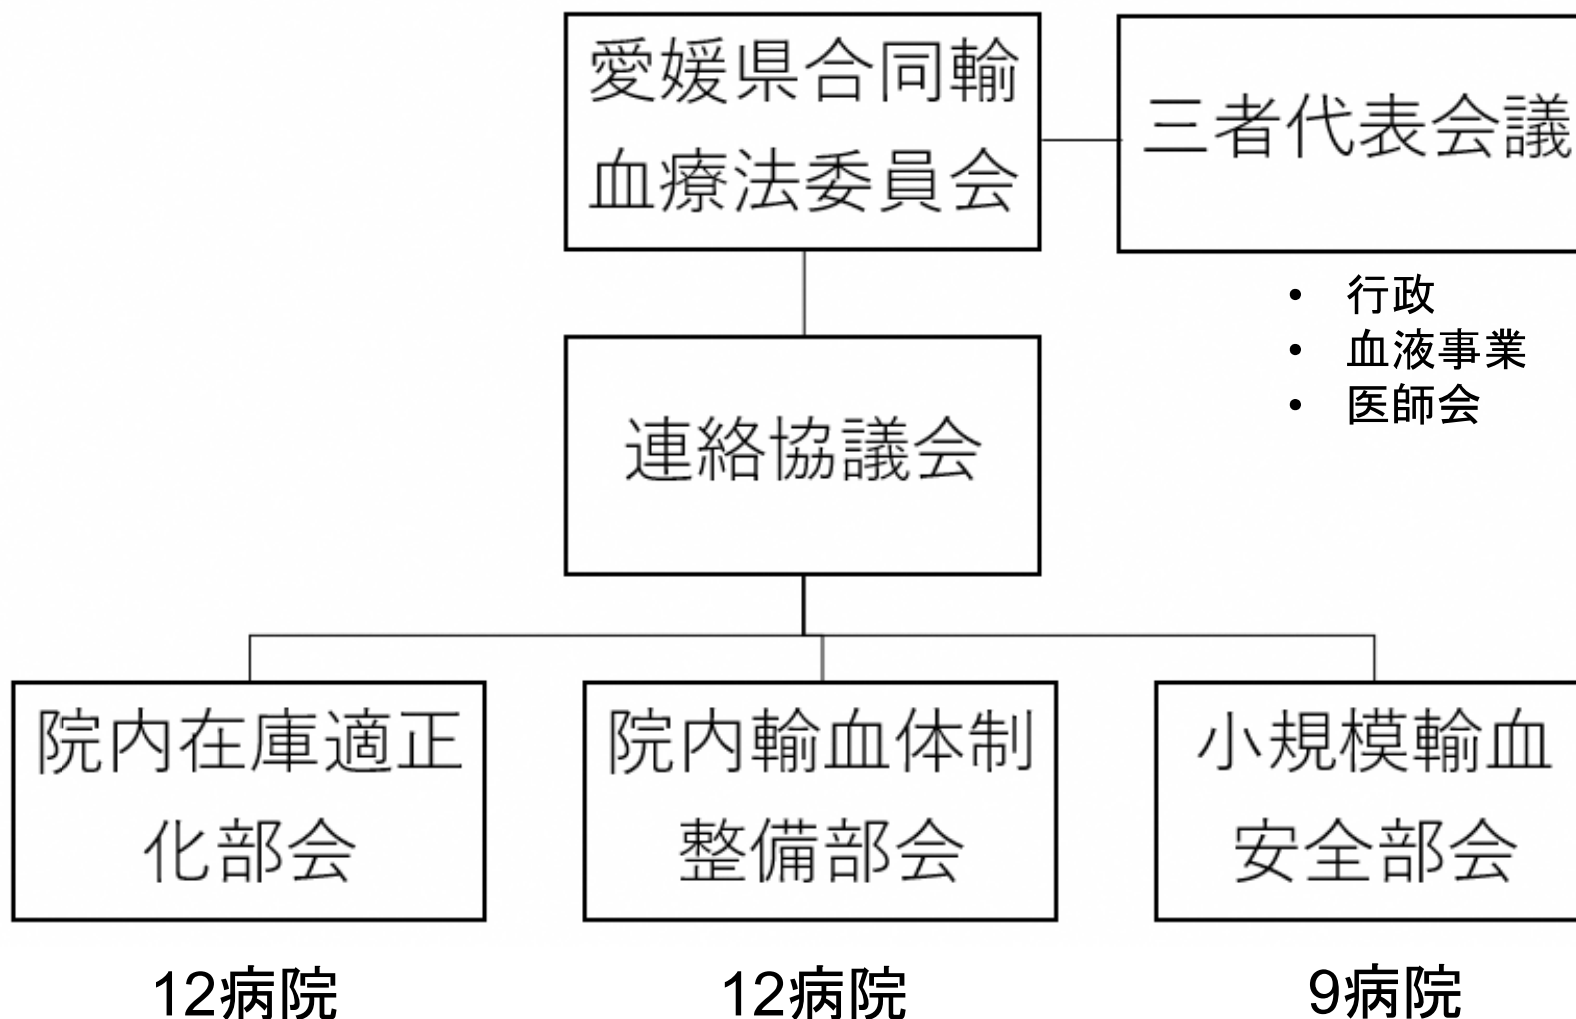 愛媛県合同輸
血療法委員会
三者代表会議
• 行政
• 血液事業
• 医師会
連絡協議会
院内在庫適正
化部会
院内輸血体制
整備部会
小規模輸血
安全部会
12病院
12病院
9病院